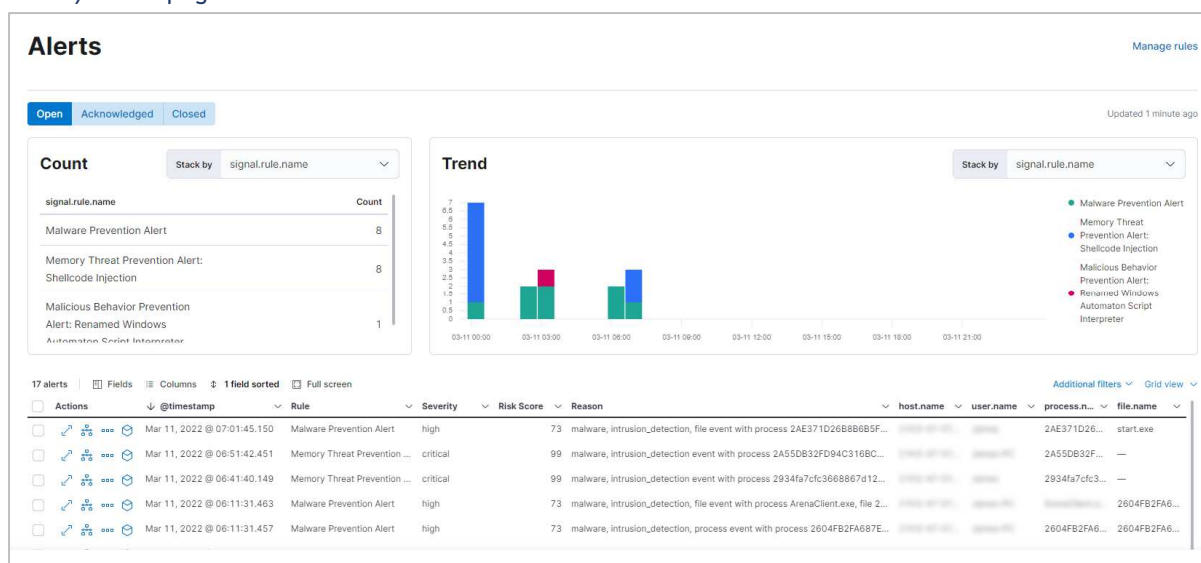 Alerts
Manage rules
Open Acknowledged Closed
Updated 1 minute ago
Count
Stack by signal.rule.name
signal.rule.name Count
Malware Prevention Alert 8
Memory Threat Prevention Alert:
Shellcode Injection 8
Malicious Behavior Prevention
Alert: Renamed Windows 1
Automaton Script Interpreter
Trend
Stack by signal.rule.name
7
6.5
6
5.5
5
4.5
4
3.5
3
2.5
2
1.5
1
0.5
0
03-11 00:00 03-11 03:00 03-11 06:00 03-11 09:00 03-11 12:00 03-11 15:00 03-11 18:00 03-11 21:00
Malware Prevention Alert
Memory Threat
Prevention Alert:
Shellcode Injection
Malicious Behavior
Prevention Alert:
Renamed Windows
Automaton Script
Interpreter
17 alerts Fields Columns 1 field sorted Full screen Additional filters Grid view
Actions @timestamp Rule Severity Risk Score Reason host.name user.name process.n... file.name
Mar 11, 2022 @ 07:01:45.150 Malware Prevention Alert high 73 malware, intrusion_detection, file event with process 2AE371D26B8B6B5F... 2AE371D26... start.exe
Mar 11, 2022 @ 06:51:42.451 Memory Threat Prevention ... critical 99 malware, intrusion_detection event with process 2A55DB32FD94C316BC... 2A55DB32F... —
Mar 11, 2022 @ 06:41:40.149 Memory Threat Prevention ... critical 99 malware, intrusion_detection event with process 2934fa7cfc3668867d12... 2934fa7cfc3... —
Mar 11, 2022 @ 06:11:31.463 Malware Prevention Alert high 73 malware, intrusion_detection, file event with process ArenaClient.exe, file 2... 2604FB2FA6...
Mar 11, 2022 @ 06:11:31.457 Malware Prevention Alert high 73 malware, intrusion_detection, process event with process 2604FB2FA687E... 2604FB2FA6... 2604FB2FA6...